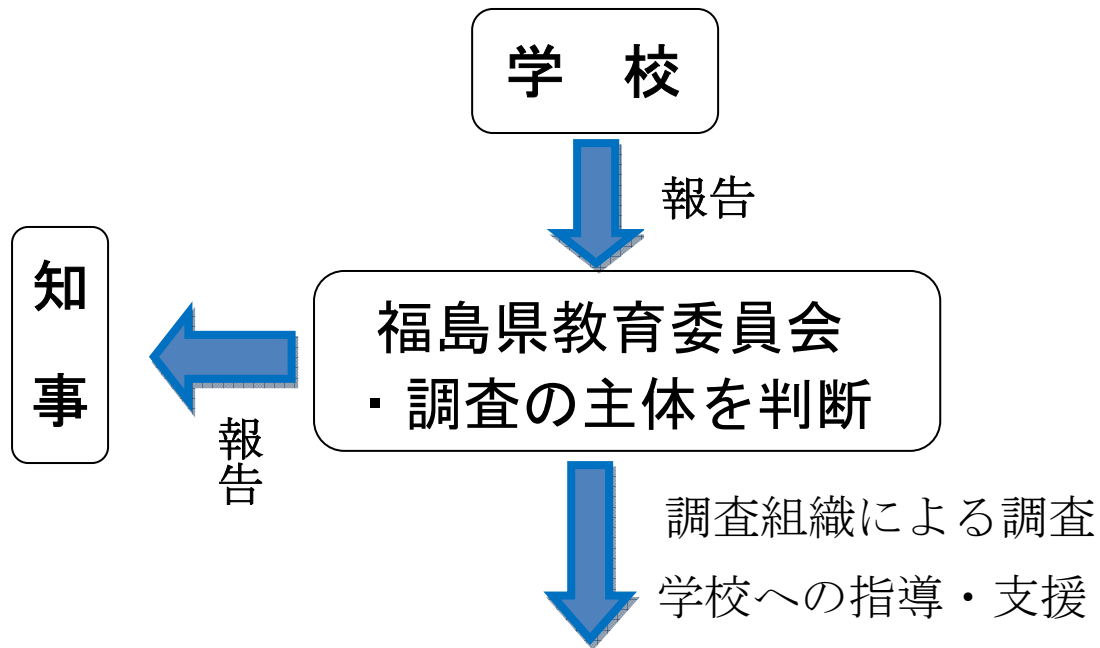 学　校
報告
知事
福島県教育委員会
・調査の主体を判断
報告
調査組織による調査
学校への指導・支援